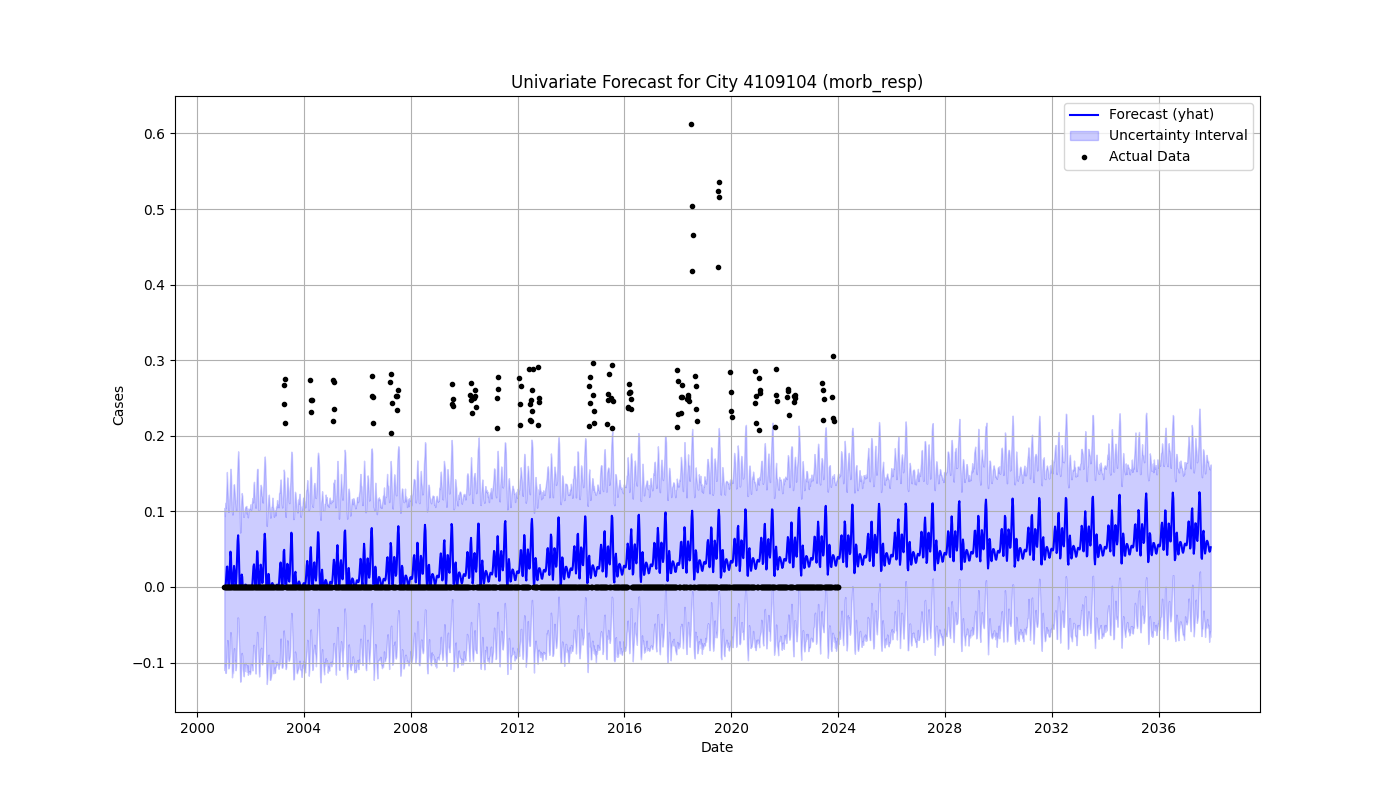 Univariate Forecast for City 4109104 (morb_resp)
Forecast (yhat)
Uncertainty Interval
Actual Data
Cases
0.6
0.5
0.4
0.3
0.2
0.1
0.0
−0.1
2000 2004 2008 2012 2016 2020 2024 2028 2032 2036
Date